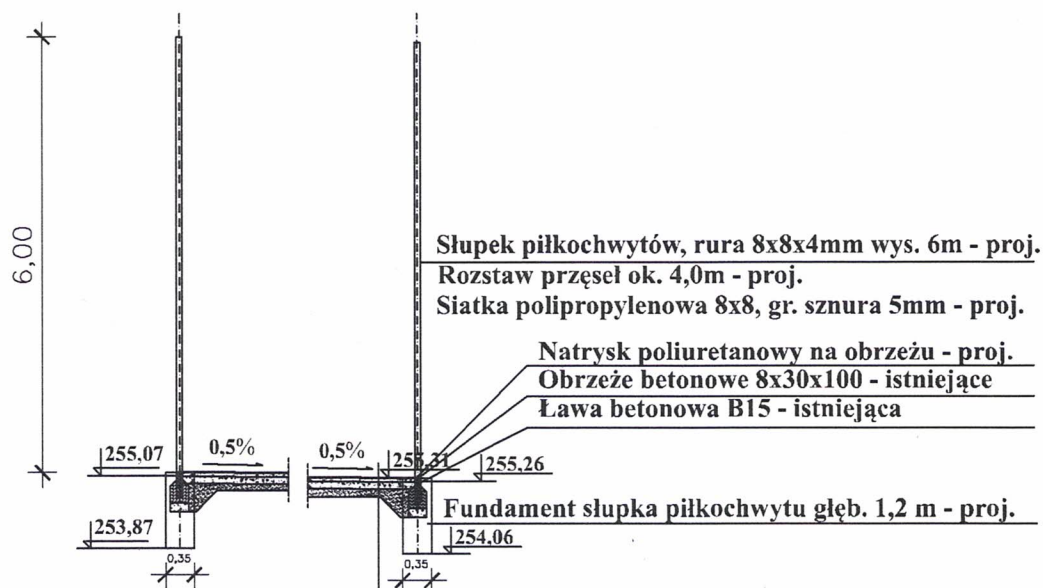 6,00
Słupek piłkochwytów, rura 8x8x4mm wys. 6m - proj.
Rozstaw przęseł ok. 4,0m - proj.
Siatka polipropylenowa 8x8, gr. sznura 5mm - proj.
Natrysk poliuretanowy na obrzeżu - proj.
Obrzeże betonowe 8x30x100 - istniejące
Ława betonowa B15 - istniejąca
255,07 0,5% 0,5% 255,31 255,26
Fundament słupka piłkochwytu głęb. 1,2 m - proj.
253,87 254,06
0,35 0,35